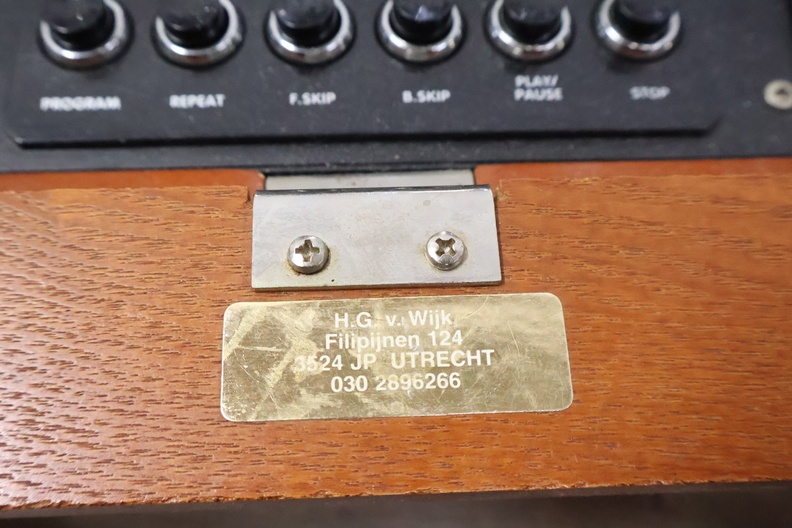 PROGRAM
REPEAT
F.SKIP
B.SKIP
PLAY/
PAUSE
STOP
H.G. v. Wijk
Filipijnen 124
3524 JP UTRECHT
030 2896266